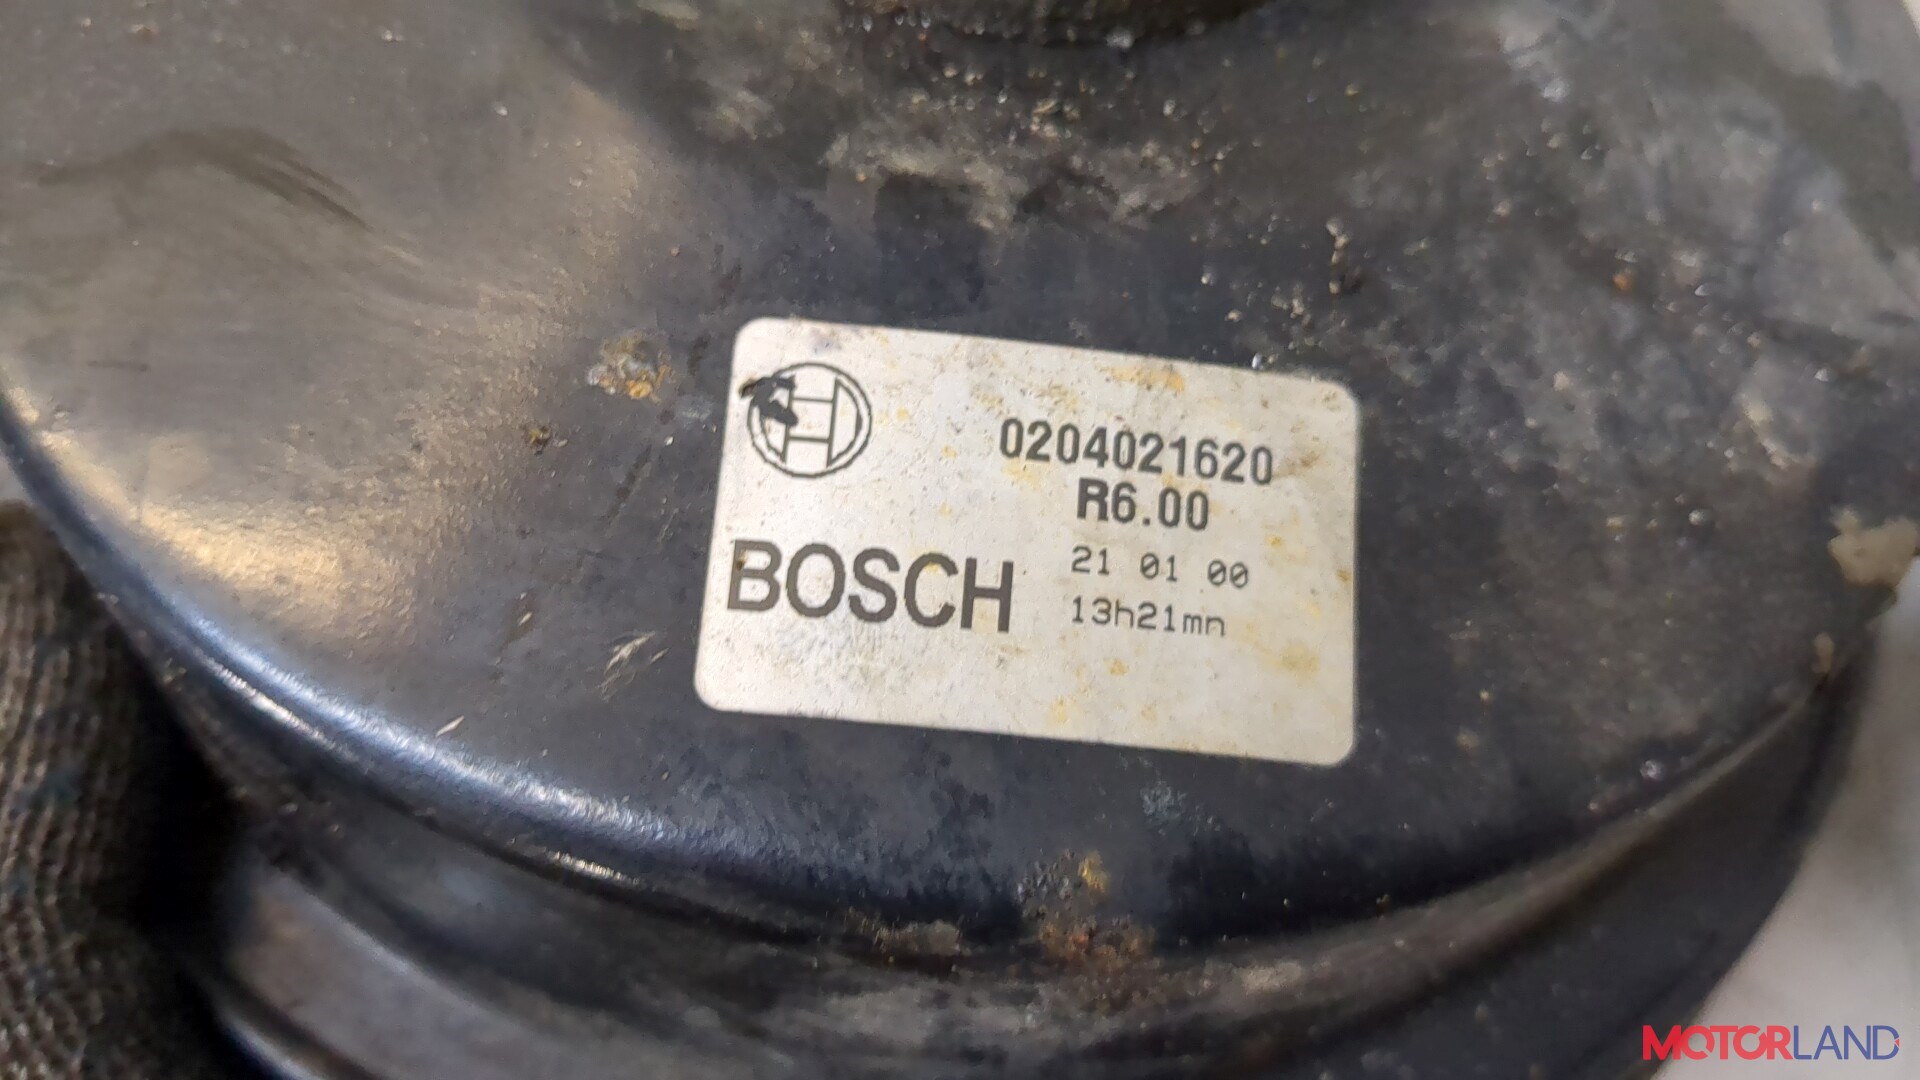 0204021620
R6.00
BOSCH
21 01 00
13h21mn
MOTORLAND